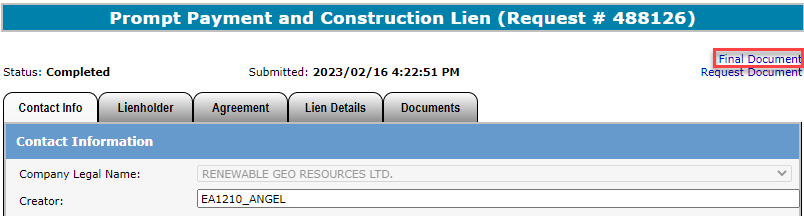 Prompt Payment and Construction Lien (Request # 488126)
Final Document
Status: Completed Submitted: 2023/02/16 4:22:51 PM Request Document
Contact Info Lienholder Agreement Lien Details Documents
Contact Information
Company Legal Name: RENEWABLE GEO RESOURCES LTD.
Creator: EA1210_ANGEL